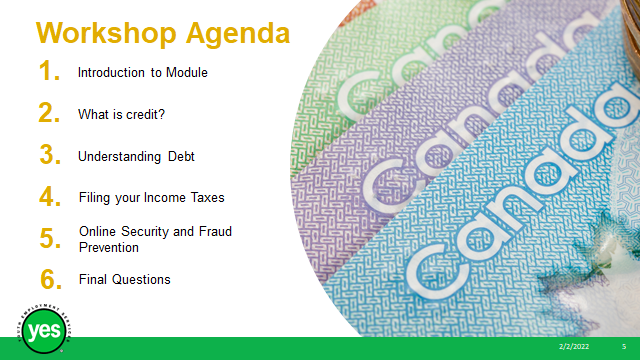 Workshop Agenda
1. Introduction to Module
2. What is credit?
3. Understanding Debt
4. Filing your Income Taxes
5. Online Security and Fraud
Prevention
6. Final Questions
Canada
Canada
Canada
YOUTH EMPLOYMENT SERVICES
yes
2/2/2022
5